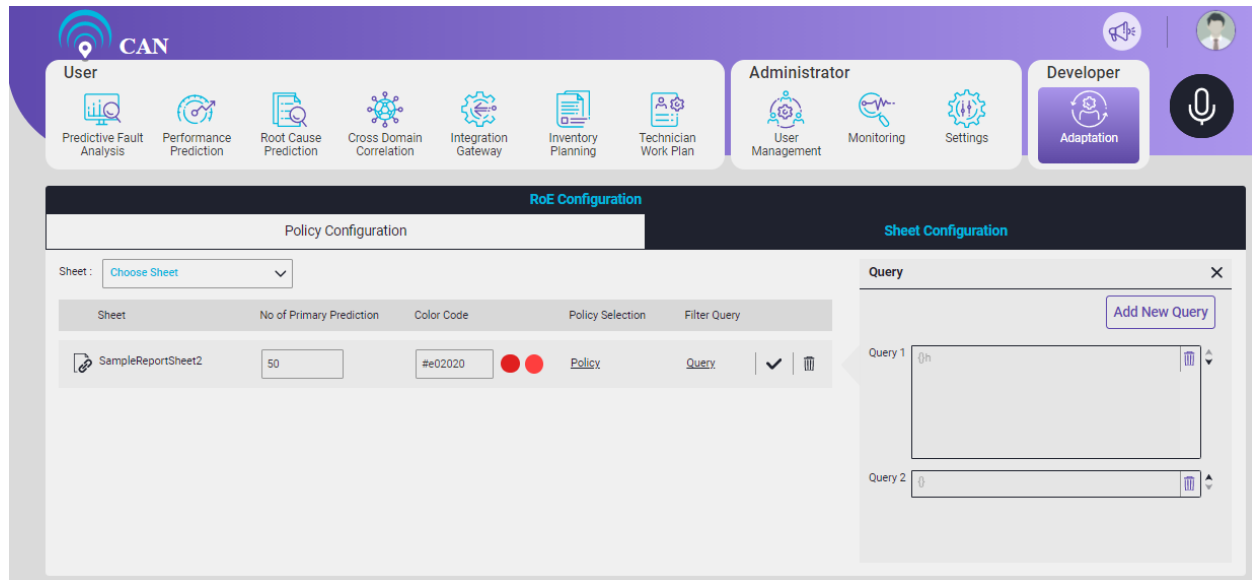 CAN
User
Administrator
Developer
Predictive Fault
Analysis
Performance
Prediction
Root Cause
Prediction
Cross Domain
Correlation
Integration
Gateway
Inventory
Planning
Technician
Work Plan
User
Management
Monitoring
Settings
Adaptation
RoE Configuration
Policy Configuration
Sheet Configuration
Sheet :
Choose Sheet
Sheet
No of Primary Prediction
Color Code
Policy Selection
Filter Query
SampleReportSheet2
50
#e02020
Policy
Query
Query
Add New Query
Query 1
{}h
Query 2
{}